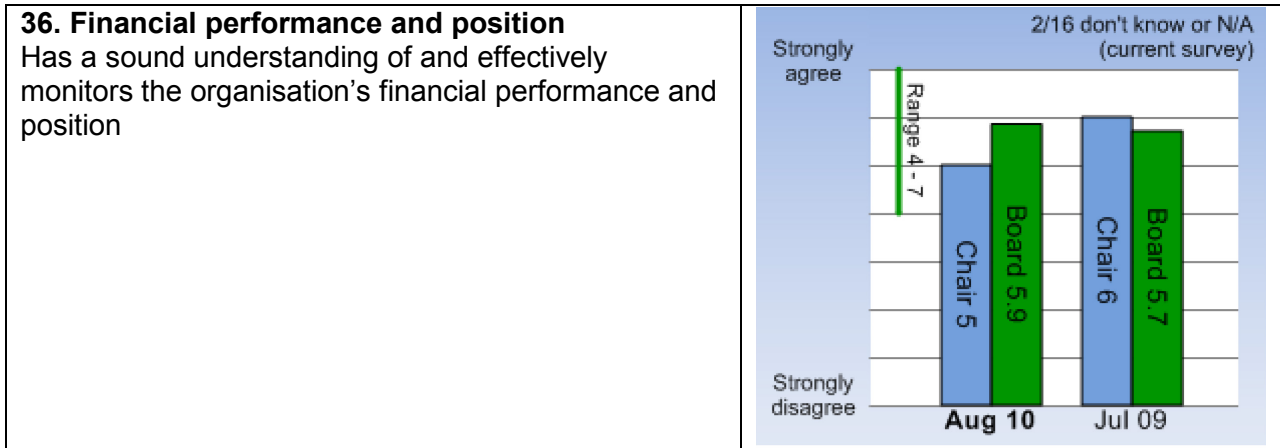 36. Financial performance and position
Has a sound understanding of and effectively
monitors the organisation’s financial performance and
position
2/16 don't know or N/A
(current survey)
Strongly
agree
Range 4 - 7
Chair 5
Board 5.9
Chair 6
Board 5.7
Strongly
disagree
Aug 10
Jul 09